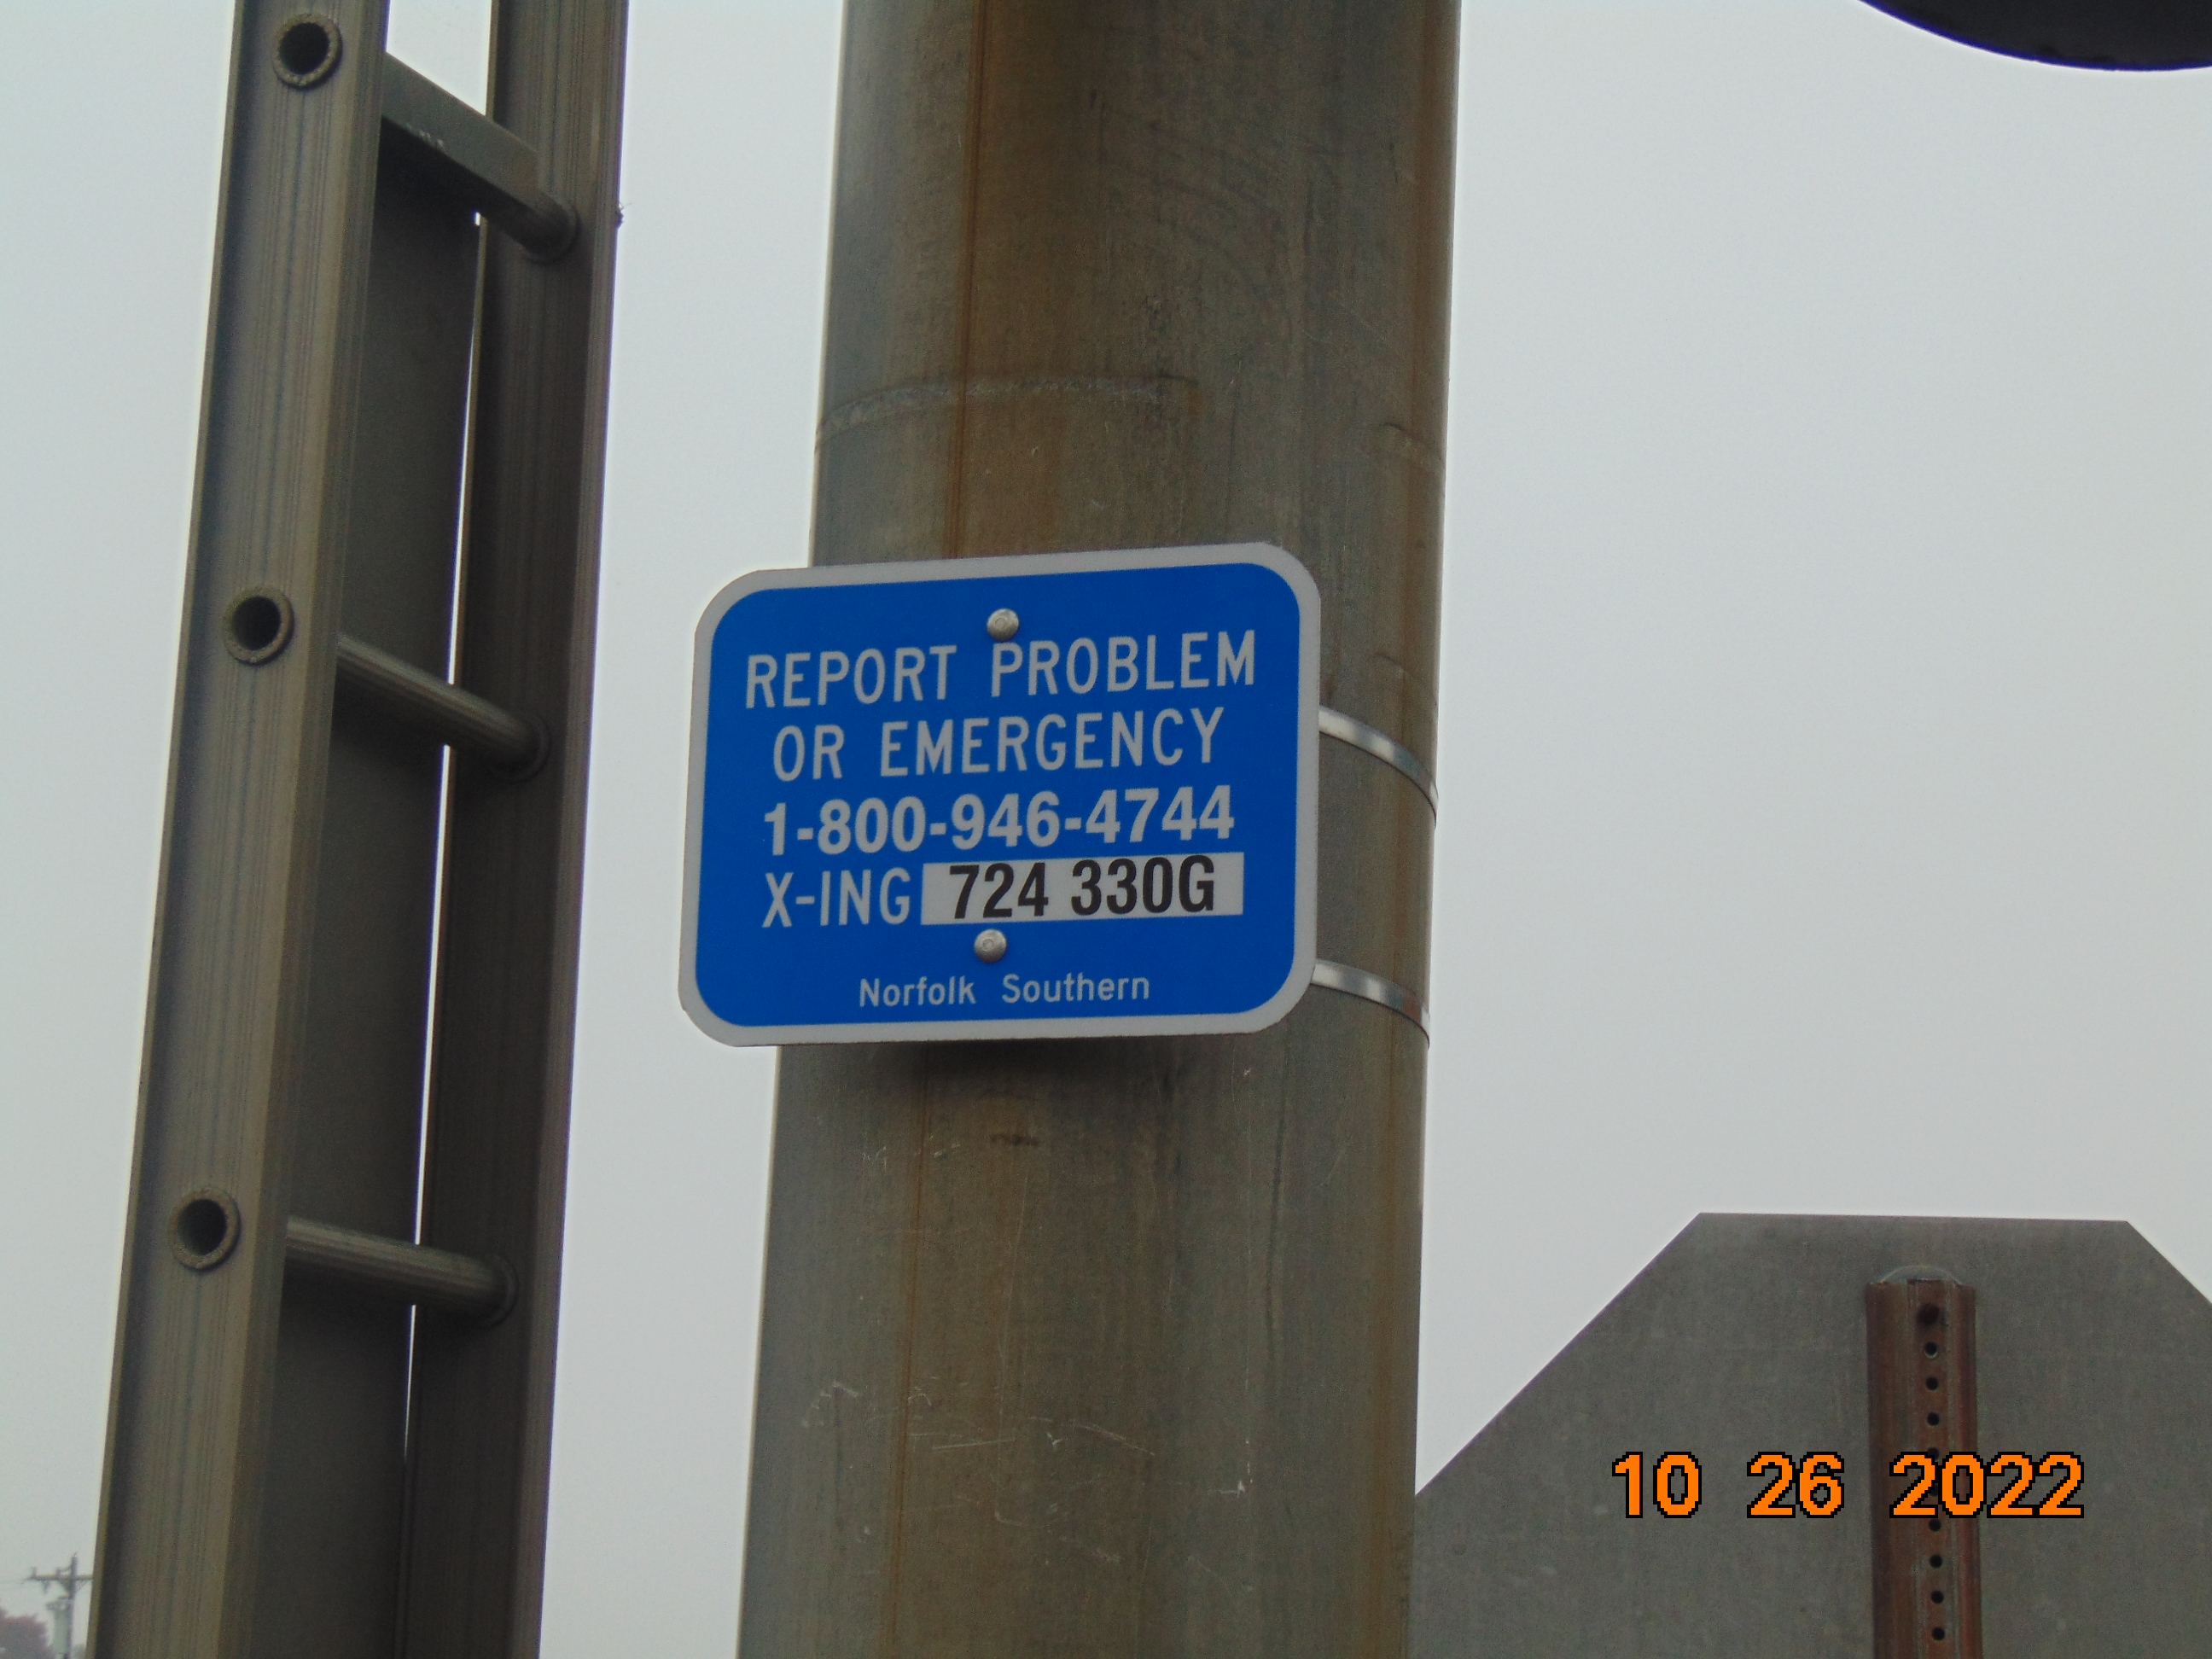 REPORT PROBLEM
OR EMERGENCY
1-800-946-4744
X-ING 724 330G
Norfolk Southern
10 26 2022